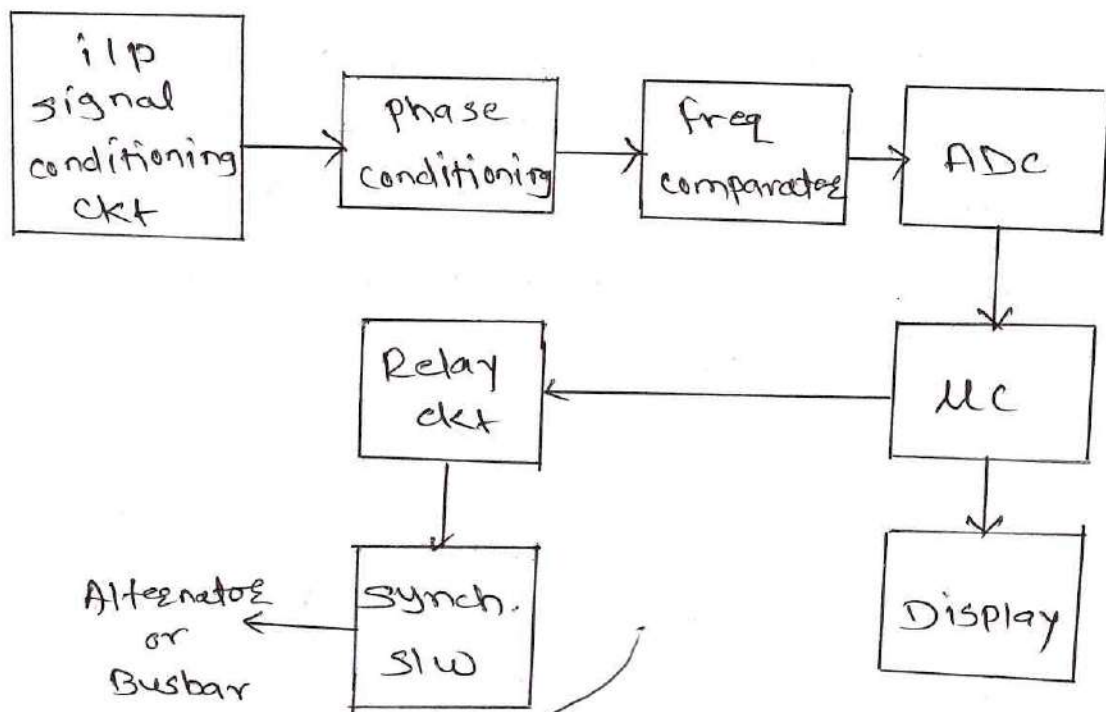 i/p
signal
conditioning
ckt
phase
conditioning
freq
comparator
ADC
Relay
ckt
μC
Alternator
or
Busbar
synch.
s/w
Display